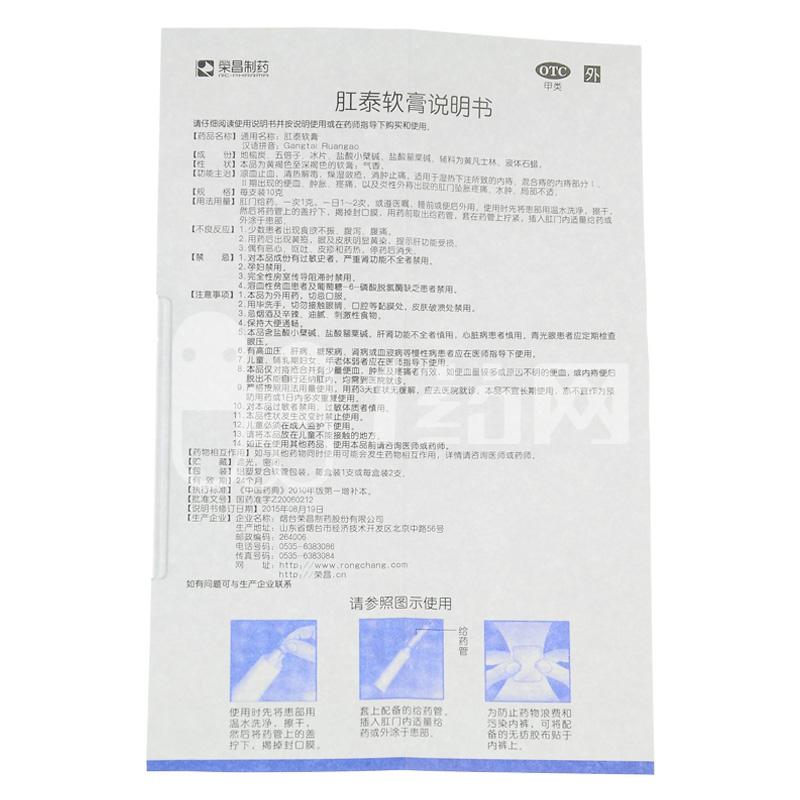 榮昌制药
RC-PHARMA
OTC
甲类
外
肛泰软膏说明书
请仔细阅读使用说明书并按说明使用或在药师指导下购买和使用。
【药品名称】通用名称：肛泰软膏
汉语拼音：Gangtai Ruangao
【成 份】地榆炭、五倍子、冰片、盐酸小檗碱、盐酸罂粟碱，辅料为黄凡士林、液体石蜡。
【性 状】本品为黄褐色至深褐色的软膏；气香。
【功能主治】凉血止血，清热解毒，燥湿敛疮，消肿止痛。适用于湿热下注所致的内痔、混合痔的内痔部分Ⅰ、
Ⅱ期出现的便血、肿胀、疼痛，以及炎性外痔出现的肛门坠胀疼痛，水肿，局部不适。
【规 格】每支装10克
【用法用量】肛门给药，一次1克，一日1～2次，或遵医嘱，睡前或便后外用。使用时先将患部用温水洗净，擦干，
然后将药管上的盖拧下，揭掉封口膜，用药前取出给药管，套在药管上拧紧，插入肛门内适量给药或
外涂于患部。
【不良反应】1.少数患者出现食欲不振、腹泻、腹痛。
2.用药后出现黄疸，眼及皮肤明显黄染，提示肝功能受损。
3.偶有恶心、呕吐、皮疹和药热，停药后消失。
【禁 忌】1.对本品成份有过敏史者，严重肾功能不全者禁用。
2.孕妇禁用。
3.完全性房室传导阻滞时禁用。
4.溶血性贫血患者及葡萄糖-6-磷酸脱氢酶缺乏患者禁用。
【注意事项】1.本品为外用药，切忌口服。
2.用毕洗手，切勿接触眼睛、口腔等黏膜处，皮肤破溃处禁用。
3.忌烟酒及辛辣、油腻、刺激性食物。
4.保持大便通畅。
5.本品含盐酸小檗碱、盐酸罂粟碱。肝肾功能不全者慎用，心脏病患者慎用，青光眼患者应定期检查
眼压。
6.有高血压、肝病、糖尿病、肾病或血液病等慢性病患者应在医师指导下使用。
7.儿童、哺乳期妇女、年老体弱者应在医师指导下使用。
8.本品仅对痔疮合并有少量便血、肿胀及疼痛者有效，如便血量较多或原因不明的便血，或内痔便后
脱出不能自行还纳肛内，均需到医院就诊。
9.严格按照用法用量使用，用药3天症状无缓解，应去医院就诊。本品不宜长期使用，亦不宜作为预
防用药或1日内多次重复使用。
10.对本品过敏者禁用，过敏体质者慎用。
11.本品性状发生改变时禁止使用。
12.儿童必须在成人监护下使用。
13.请将本品放在儿童不能接触的地方。
14.如正在使用其他药品，使用本品前请咨询医师或药师。
【药物相互作用】如与其他药物同时使用可能会发生药物相互作用，详情请咨询医师或药师。
【贮 藏】遮光，密闭。
【包 装】铝塑复合软管包装，每盒装1支或每盒装2支。
【有 效 期】24个月
【执行标准】《中国药典》2010年版第一增补本。
【批准文号】国药准字Z20060212
【说明书修订日期】2015年08月19日
【生产企业】企业名称：烟台荣昌制药股份有限公司
生产地址：山东省烟台市经济技术开发区北京中路56号
邮政编码：264006
电话号码：0535-6383086
传真号码：0535-6383084
网 址：http://www.rongchang.com
http://荣昌.cn
如有问题可与生产企业联系
请参照图示使用
给药管
使用时先将患部用
温水洗净，擦干，
然后将药管上的盖
拧下，揭掉封口膜。
套上配备的给药管，
插入肛门内适量给
药或外涂于患部。
为防止药物浪费和
污染内裤，可将配
备的无纺胶布贴于
内裤上。